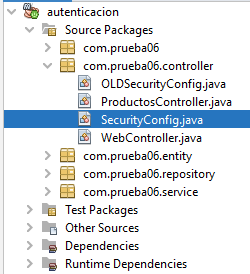 autenticacion
Source Packages
com.prueba06
com.prueba06.controller
OLDSecurityConfig.java
ProductosController.java
SecurityConfig.java
WebController.java
com.prueba06.entity
com.prueba06.repository
com.prueba06.service
Test Packages
Other Sources
Dependencies
Runtime Dependencies